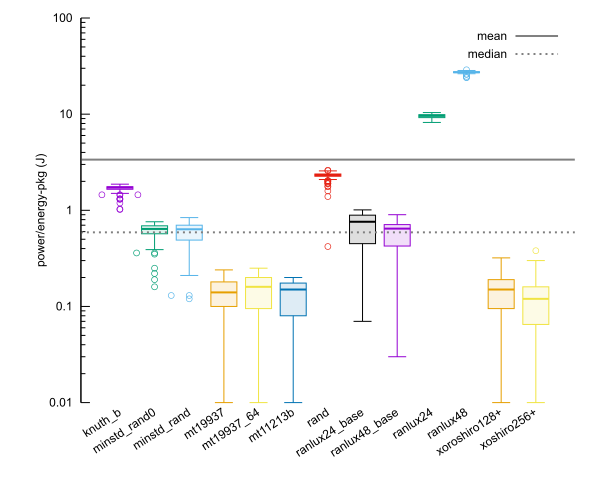 100
mean
median
10
power/energy-pkg (J)
1
0.1
0.01
knuth_b
minstd_rand0
minstd_rand
mt19937
mt19937_64
mt11213b
rand
ranlux24_base
ranlux48_base
ranlux24
ranlux48
xoroshiro128+
xoshiro256+